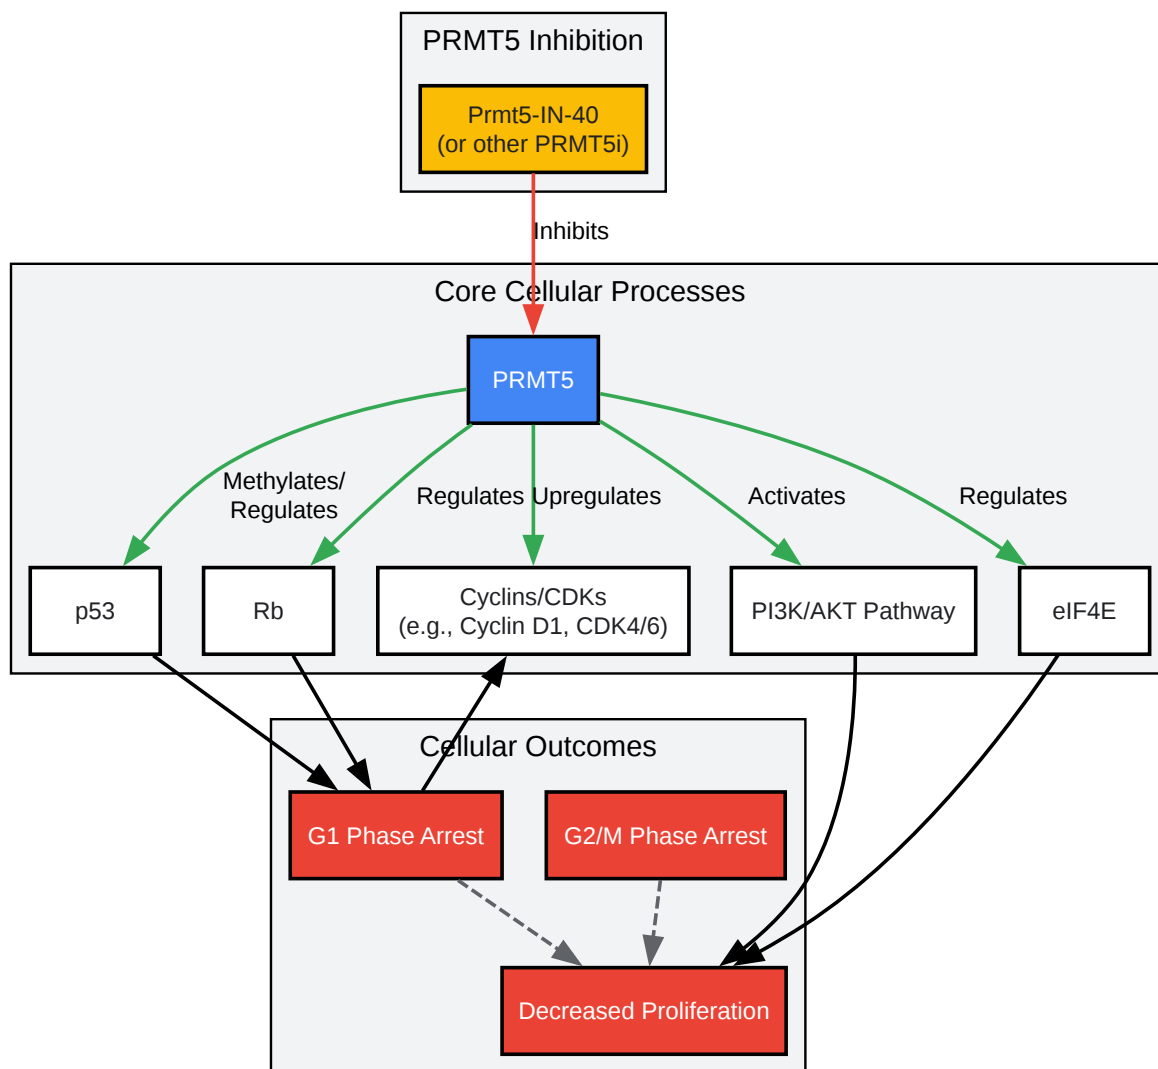 PRMT5 Inhibition
Prmt5-IN-40
(or other PRMT5i)
Inhibits
Core Cellular Processes
PRMT5
Methylates/
Regulates
Regulates
Upregulates
Activates
Regulates
p53
Rb
Cyclins/CDKs
(e.g., Cyclin D1, CDK4/6)
PI3K/AKT Pathway
eIF4E
Cellular Outcomes
G1 Phase Arrest
G2/M Phase Arrest
Decreased Proliferation